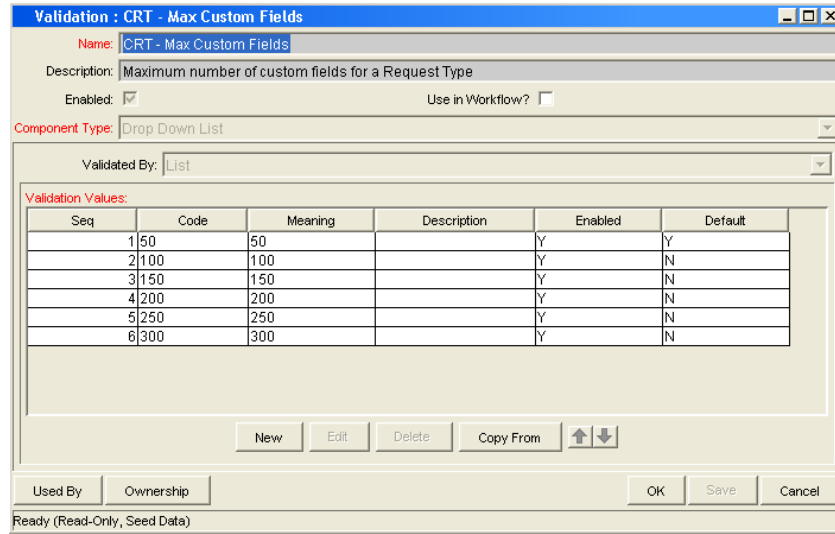 Validation : CRT - Max Custom Fields
Name: CRT - Max Custom Fields
Description: Maximum number of custom fields for a Request Type
Enabled: Use in Workflow?
Component Type: Drop Down List
Validated By: List
Validation Values:
Seq Code Meaning Description Enabled Default
1 50 50 Y Y
2 100 100 Y N
3 150 150 Y N
4 200 200 Y N
5 250 250 Y N
6 300 300 Y N
New Edit Delete Copy From
Used By Ownership OK Save Cancel
Ready (Read-Only, Seed Data)